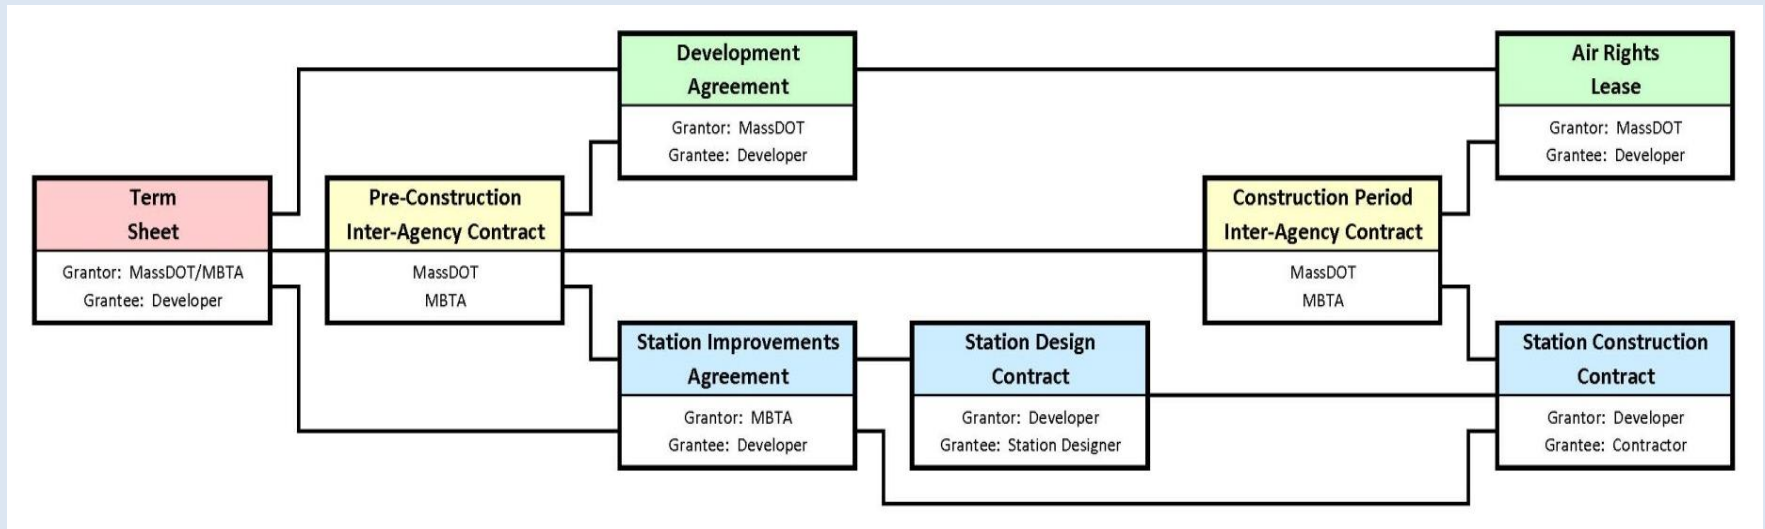 Term
Sheet
Grantor: MassDOT/MBTA
Grantee: Developer
Pre-Construction
Inter-Agency Contract
MassDOT
MBTA
Development
Agreement
Grantor: MassDOT
Grantee: Developer
Station Improvements
Agreement
Grantor: MBTA
Grantee: Developer
Station Design
Contract
Grantor: Developer
Grantee: Station Designer
Construction Period
Inter-Agency Contract
MassDOT
MBTA
Air Rights
Lease
Grantor: MassDOT
Grantee: Developer
Station Construction
Contract
Grantor: Developer
Grantee: Contractor